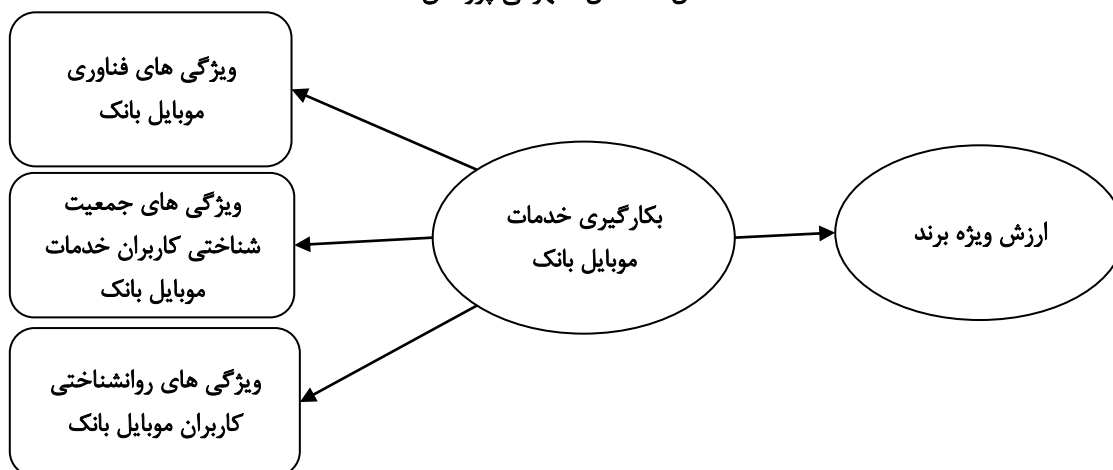 ویژگی های فناوری
موبایل بانک
ویژگی های جمعیت
شناختی کاربران خدمات
موبایل بانک
ویژگی های روانشناختی
کاربران موبایل بانک
بکارگیری خدمات
موبایل بانک
ارزش ویژه برند